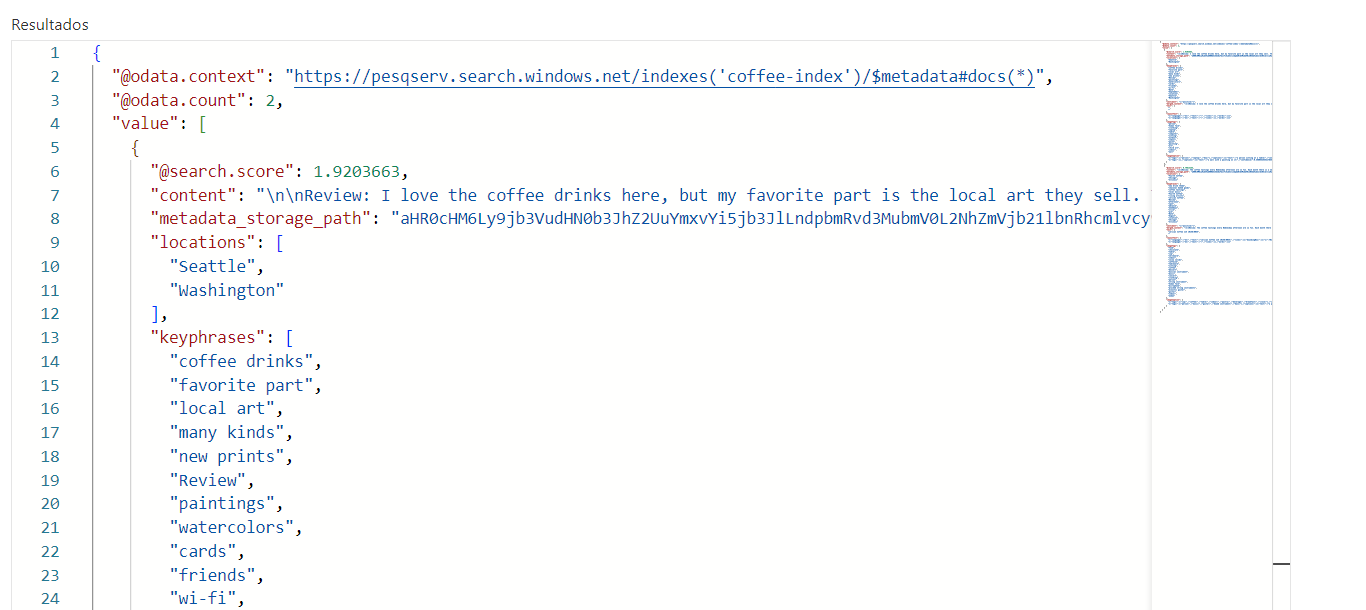 Resultados
1 {
2 "@odata.context": "https://pesqserv.search.windows.net/indexes('coffee-index')/$metadata#docs(*)",
3 "@odata.count": 2,
4 "value": [
5 {
6 "@search.score": 1.9203663,
7 "content": "\n\nReview: I love the coffee drinks here, but my favorite part is the local art they sell.
8 "metadata_storage_path": "aHR0cHM6Ly9jb3VudHN0b3JhZ2UuYmxvYi5jb3JlLndpbmRvd3MubmV0L2NhZmVjb21lbnRhcmlvcy
9 "locations": [
10 "Seattle",
11 "Washington"
12 ],
13 "keyphrases": [
14 "coffee drinks",
15 "favorite part",
16 "local art",
17 "many kinds",
18 "new prints",
19 "Review",
20 "paintings",
21 "watercolors",
22 "cards",
23 "friends",
24 "wi-fi",